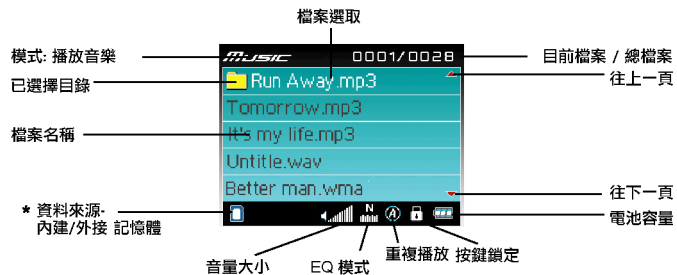 檔案選取
模式: 播放音樂
Music 0001/0028
目前檔案 / 總檔案
已選擇目錄
Run Away.mp3
往上一頁
Tomorrow.mp3
檔案名稱
It's my life.mp3
Untitle.wav
Better man.wma
往下一頁
* 資料來源-
內建/外接 記憶體
N
A
電池容量
音量大小
EQ 模式
重複播放
按鍵鎖定